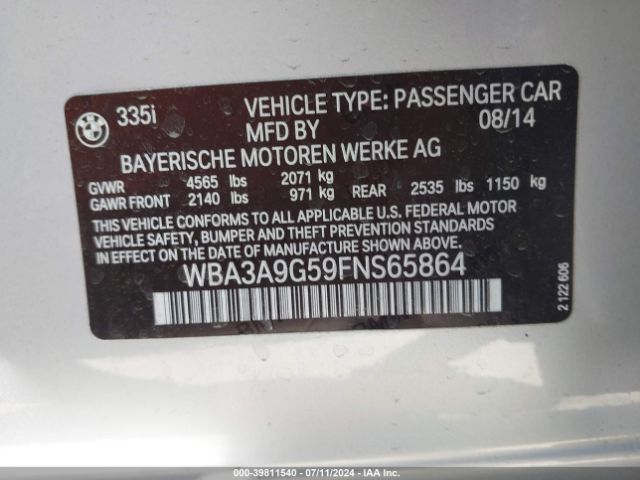 BMW
335i
VEHICLE TYPE: PASSENGER CAR
MFD BY 08/14
BAYERISCHE MOTOREN WERKE AG
GVWR 4565 lbs 2071 kg
GAWR FRONT 2140 lbs 971 kg REAR 2535 lbs 1150 kg
THIS VEHICLE CONFORMS TO ALL APPLICABLE U.S. FEDERAL MOTOR
VEHICLE SAFETY, BUMPER, AND THEFT PREVENTION STANDARDS
IN EFFECT ON THE DATE OF MANUFACTURE SHOWN ABOVE.
WBA3A9G59FNS65864
2 122 606
IAA-39811540 / 07/11/2024 / IAA Inc.